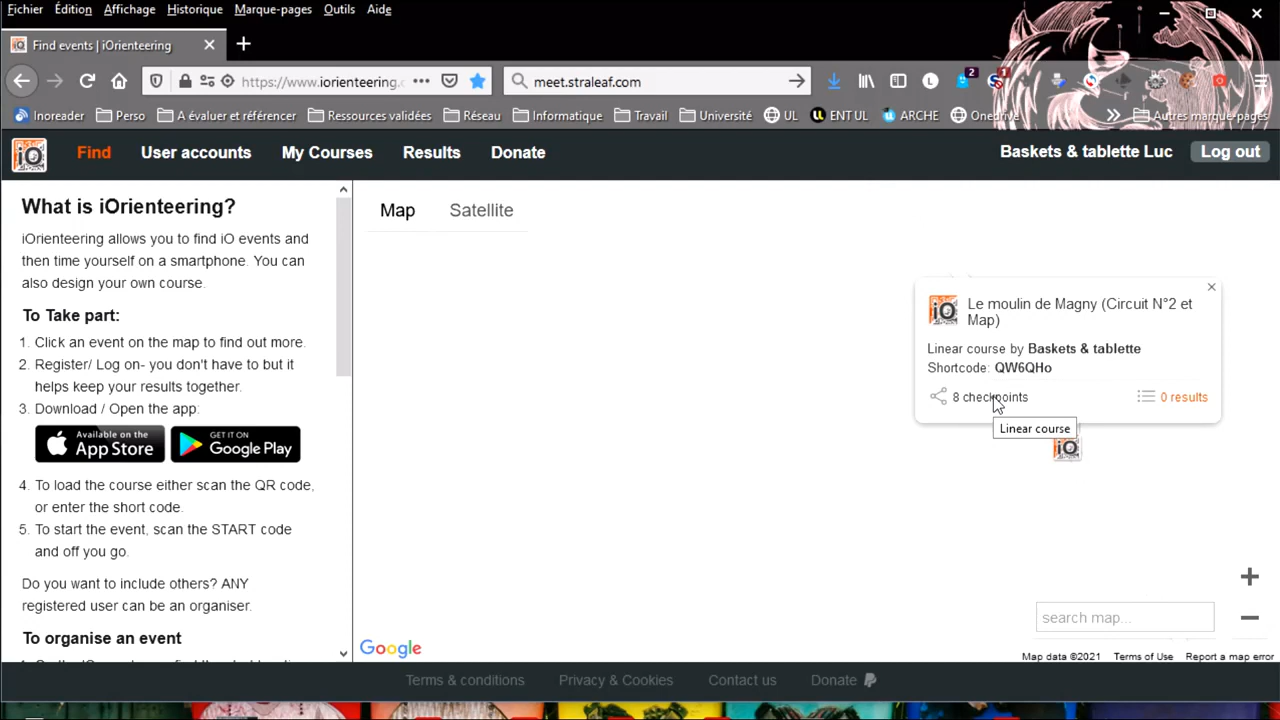 Fichier Édition Affichage Historique Marque-pages Outils Aide
iO Find events | iOrienteering
https://www.iorienteering. meet.straleaf.com 2 1
Inoreader Perso A évaluer et référencer Ressources validées Réseau Informatique Travail Université UL ENT UL ARCHE Onedrive Autres marque-pages
iO Find User accounts My Courses Results Donate Baskets & tablette Luc Log out
What is iOrienteering?
iOrienteering allows you to find iO events and
then time yourself on a smartphone. You can
also design your own course.
To Take part:
1. Click an event on the map to find out more.
2. Register/ Log on- you don't have to but it
helps keep your results together.
3. Download / Open the app:
Available on the
App Store
GET IT ON
Google Play
4. To load the course either scan the QR code,
or enter the short code.
5. To start the event, scan the START code
and off you go.
Do you want to include others? ANY
registered user can be an organiser.
To organise an event
Map Satellite
iO Le moulin de Magny (Circuit N°2 et
Map)
Linear course by Baskets & tablette
Shortcode: QW6QHo
8 checkpoints 0 results
Linear course
iO
search map...
Google
Map data ©2021 Terms of Use Report a map error
Terms & conditions Privacy & Cookies Contact us Donate